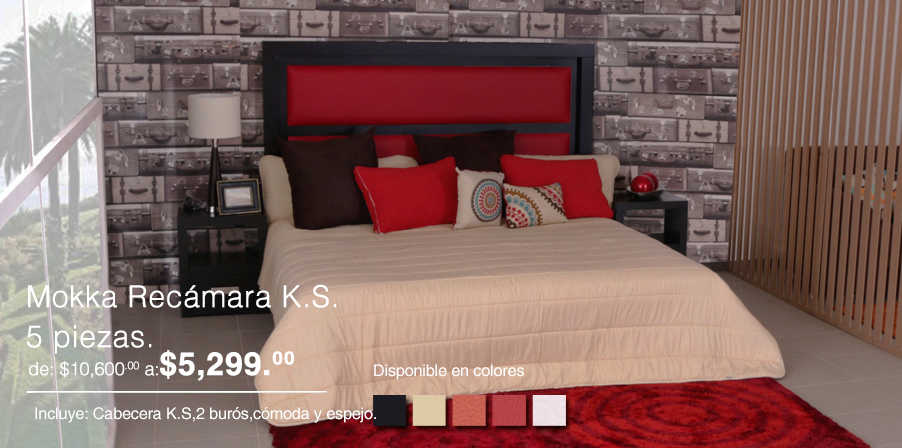 Mokka Recámara K.S.
5 piezas.
de: $10,600.00 a:$5,299.00
Disponible en colores
Incluye: Cabecera K.S,2 burós,cómoda y espejo.